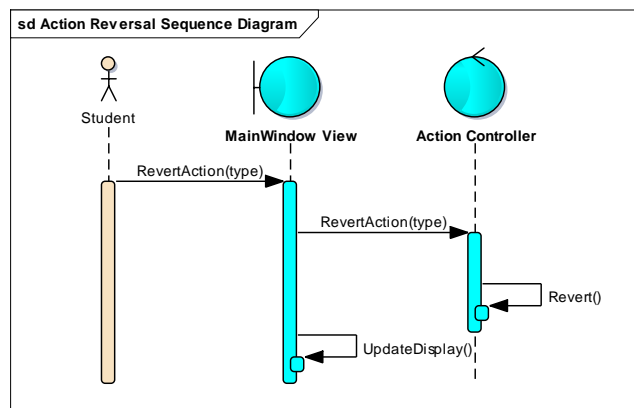 sd Action Reversal Sequence Diagram
Student
MainWindow View
Action Controller
RevertAction(type)
RevertAction(type)
Revert()
UpdateDisplay()